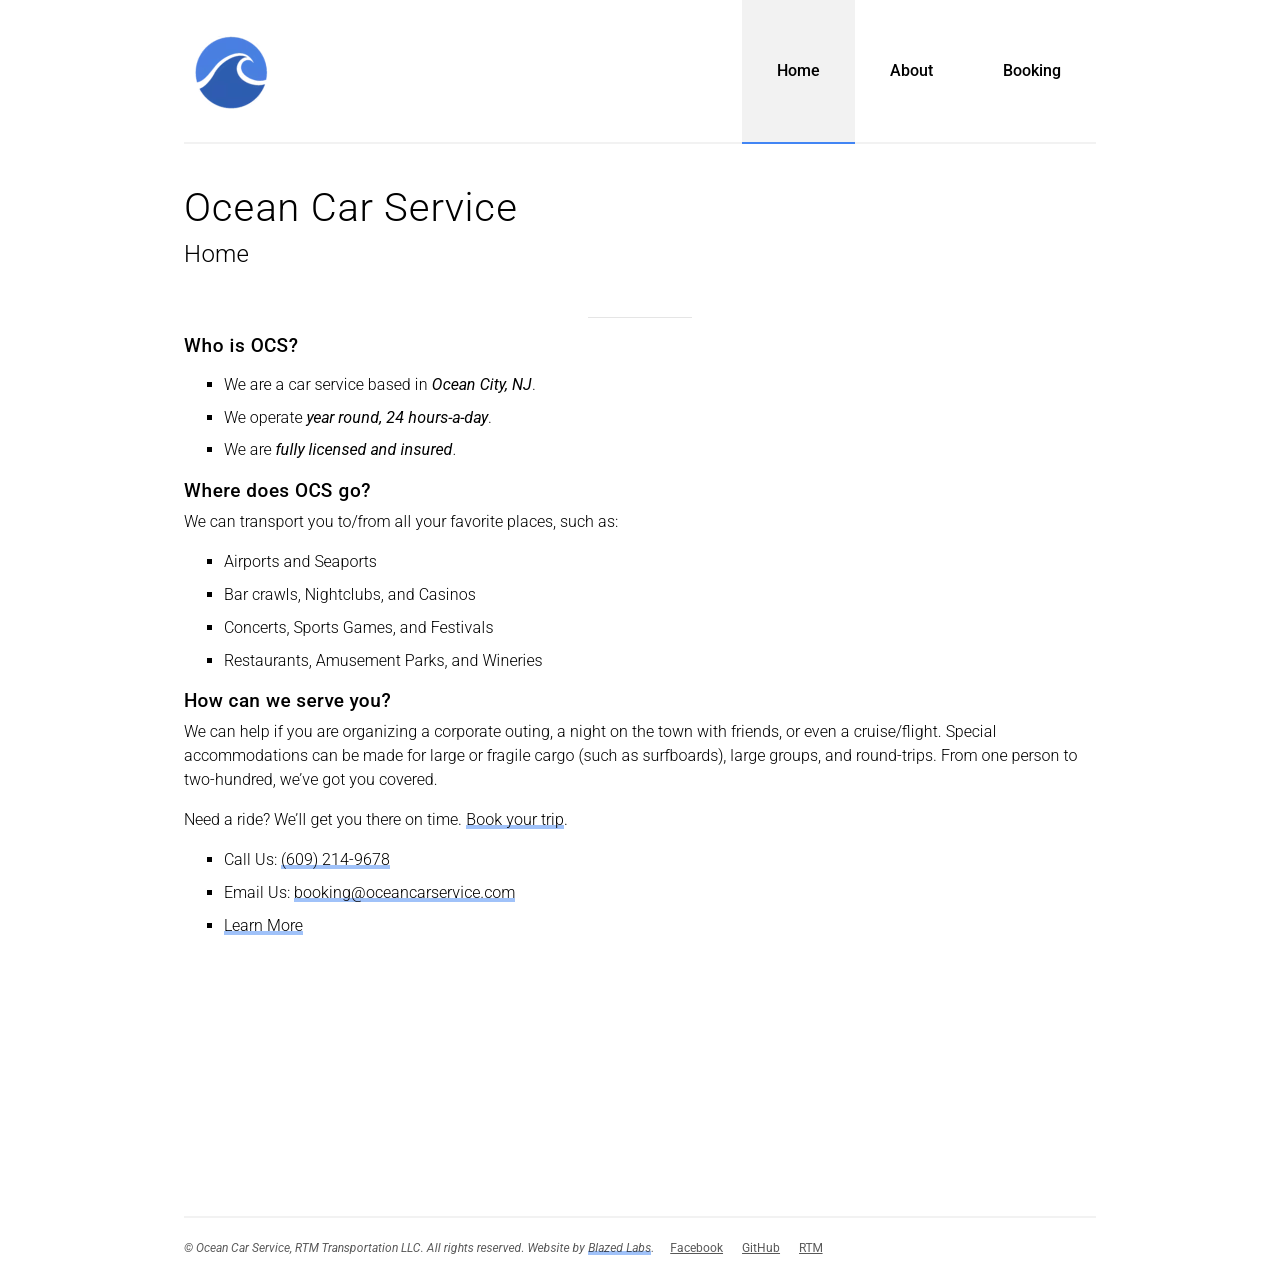 Home About Booking
Ocean Car Service
Home
Who is OCS?
We are a car service based in Ocean City, NJ.
We operate year round, 24 hours-a-day.
We are fully licensed and insured.
Where does OCS go?
We can transport you to/from all your favorite places, such as:
Airports and Seaports
Bar crawls, Nightclubs, and Casinos
Concerts, Sports Games, and Festivals
Restaurants, Amusement Parks, and Wineries
How can we serve you?
We can help if you are organizing a corporate outing, a night on the town with friends, or even a cruise/flight. Special
accommodations can be made for large or fragile cargo (such as surfboards), large groups, and round-trips. From one person to
two-hundred, we’ve got you covered.
Need a ride? We’ll get you there on time. Book your trip.
Call Us: (609) 214-9678
Email Us: booking@oceancarservice.com
Learn More
© Ocean Car Service, RTM Transportation LLC. All rights reserved. Website by Blazed Labs. Facebook GitHub RTM